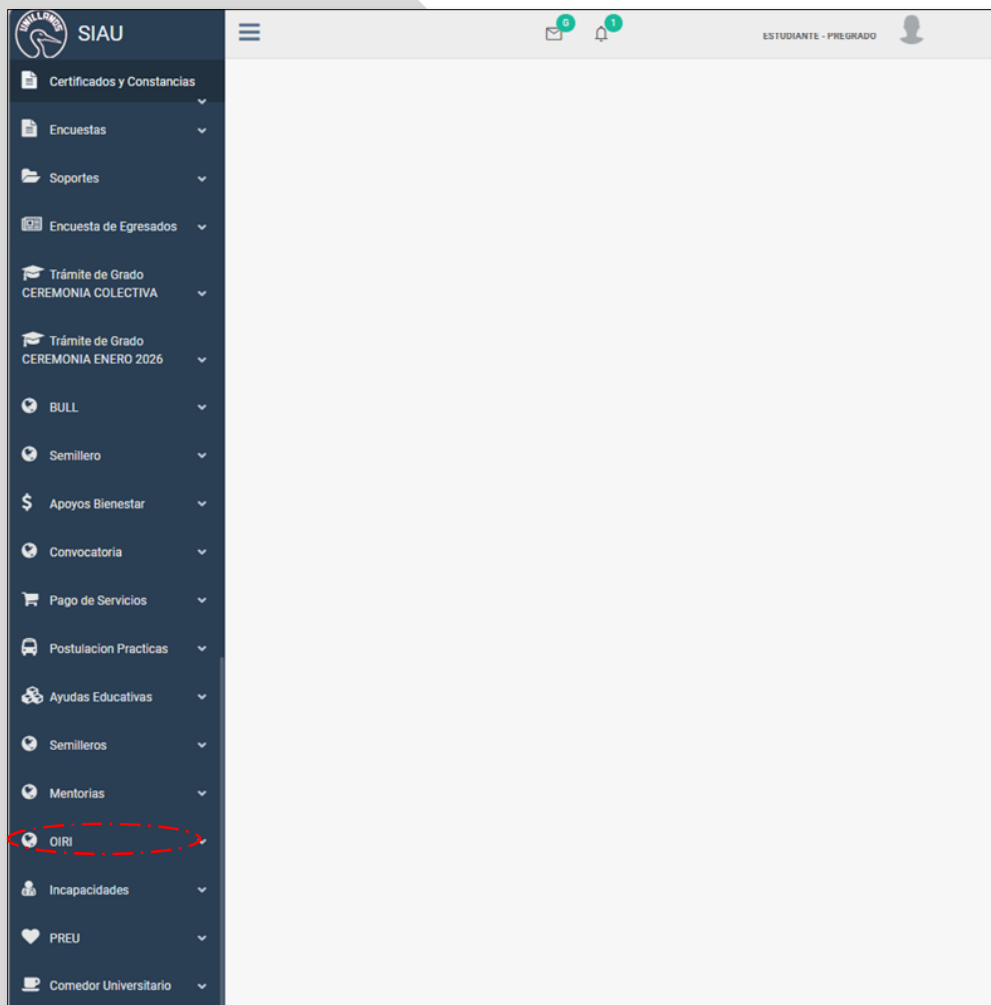 UNILLANOS
SIAU
G
1
ESTUDIANTE - PREGRADO
Certificados y Constancias
Encuestas
Soportes
Encuesta de Egresados
Trámite de Grado
CEREMONIA COLECTIVA
Trámite de Grado
CEREMONIA ENERO 2026
BULL
Semillero
$ Apoyos Bienestar
Convocatoria
Pago de Servicios
Postulacion Practicas
Ayudas Educativas
Semilleros
Mentorias
OIRI
Incapacidades
PREU
Comedor Universitario